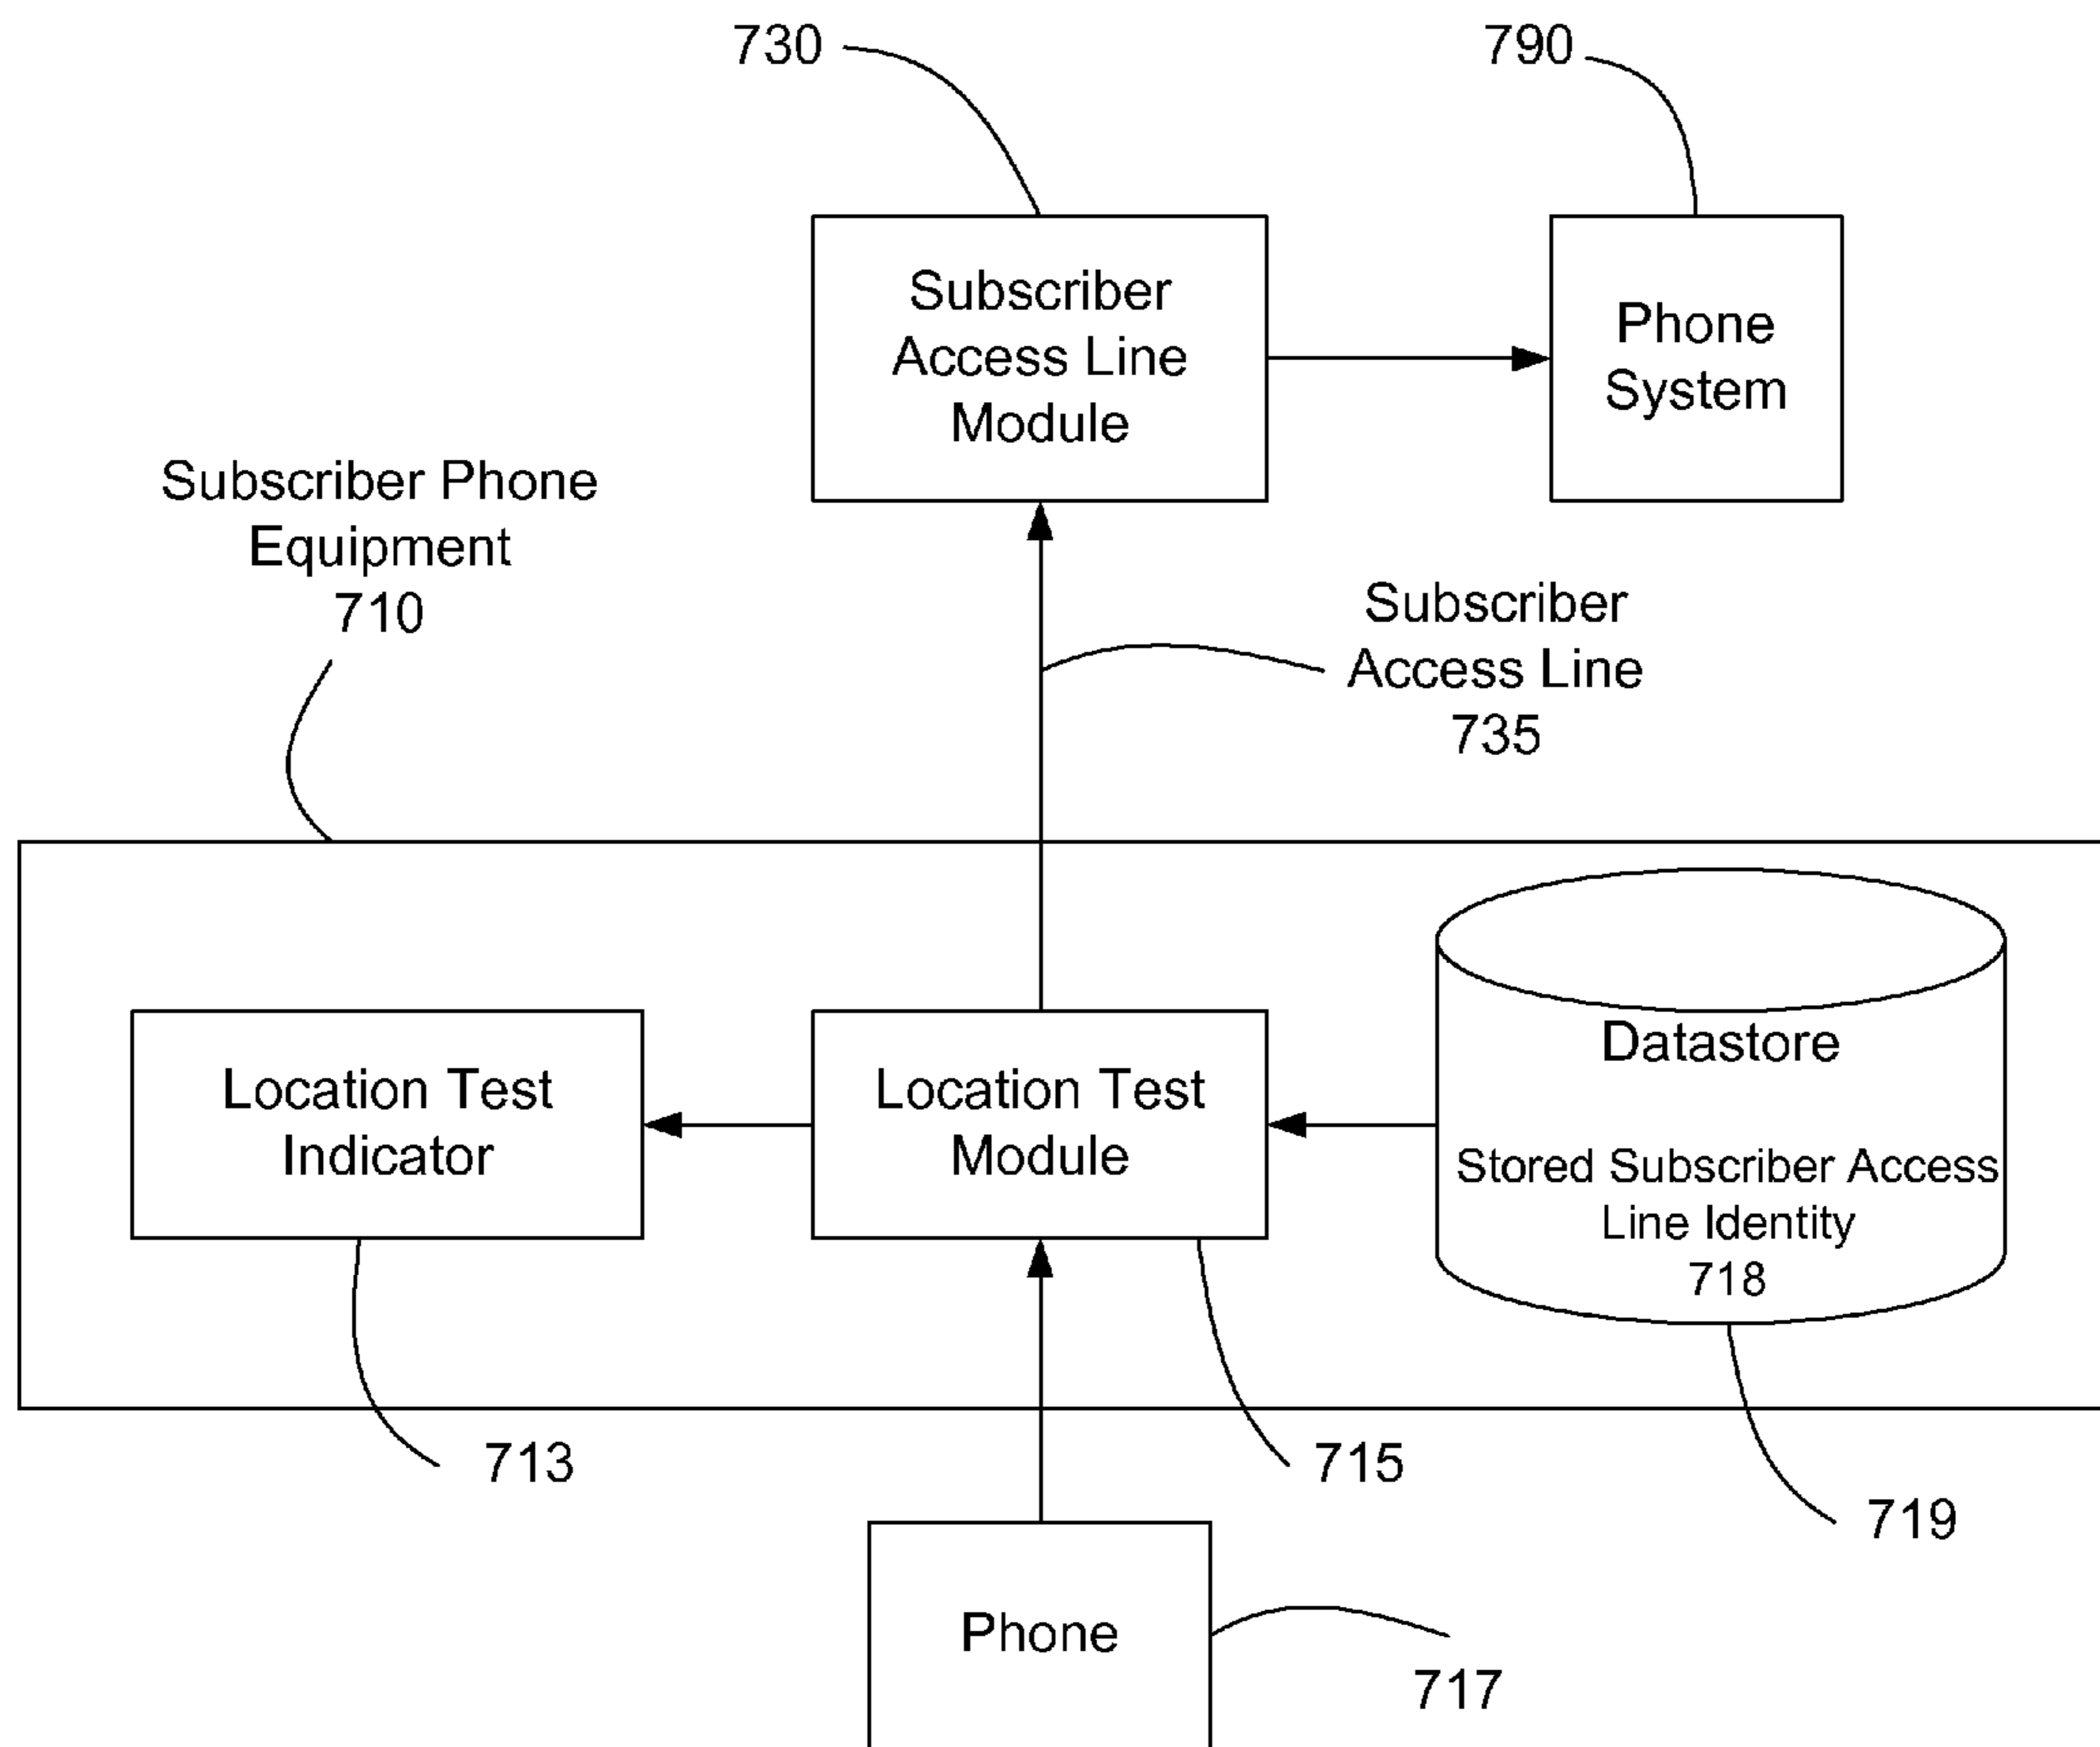 730
790
Subscriber
Access Line
Module
Phone
System
Subscriber Phone
Equipment
710
Subscriber
Access Line
735
Location Test
Indicator
Location Test
Module
Datastore
Stored Subscriber Access
Line Identity
718
713
715
719
Phone
717